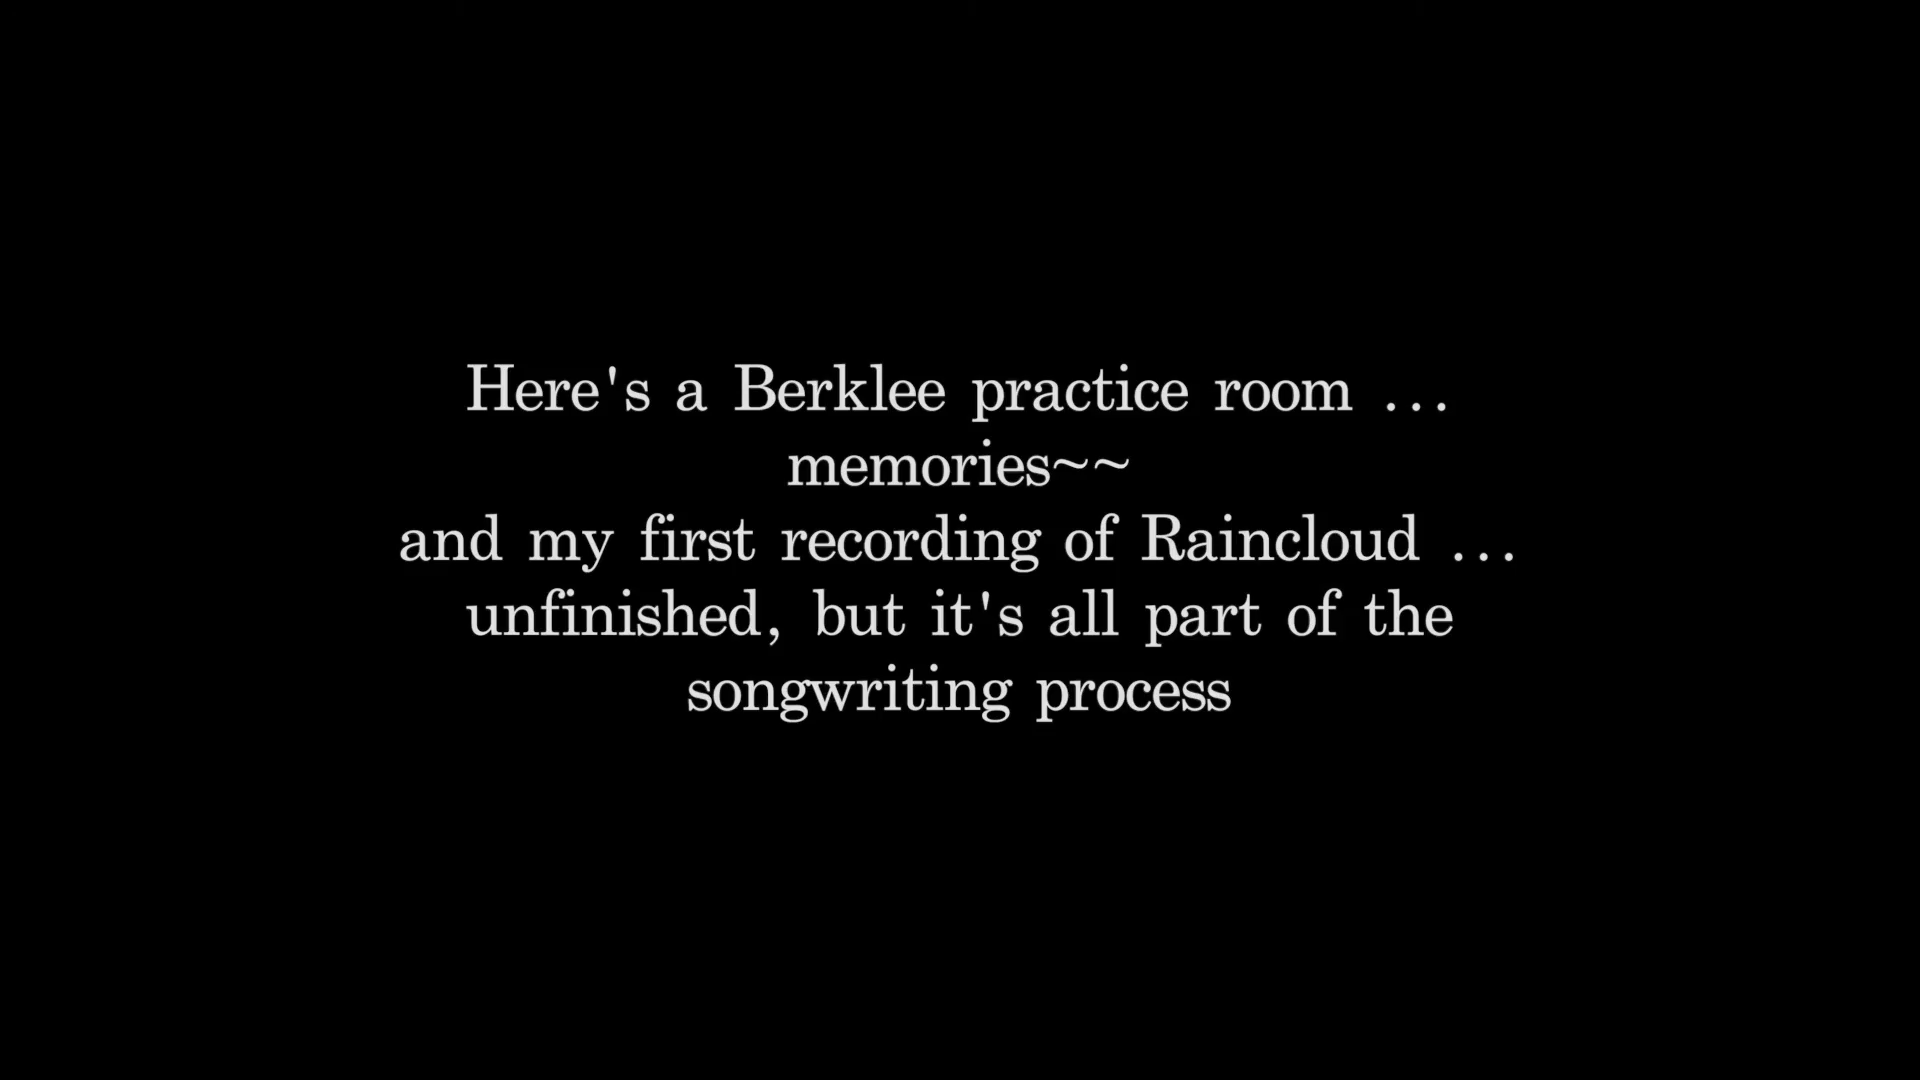 Here's a Berklee practice room ...
memories~~
and my first recording of Raincloud ...
unfinished, but it's all part of the
songwriting process